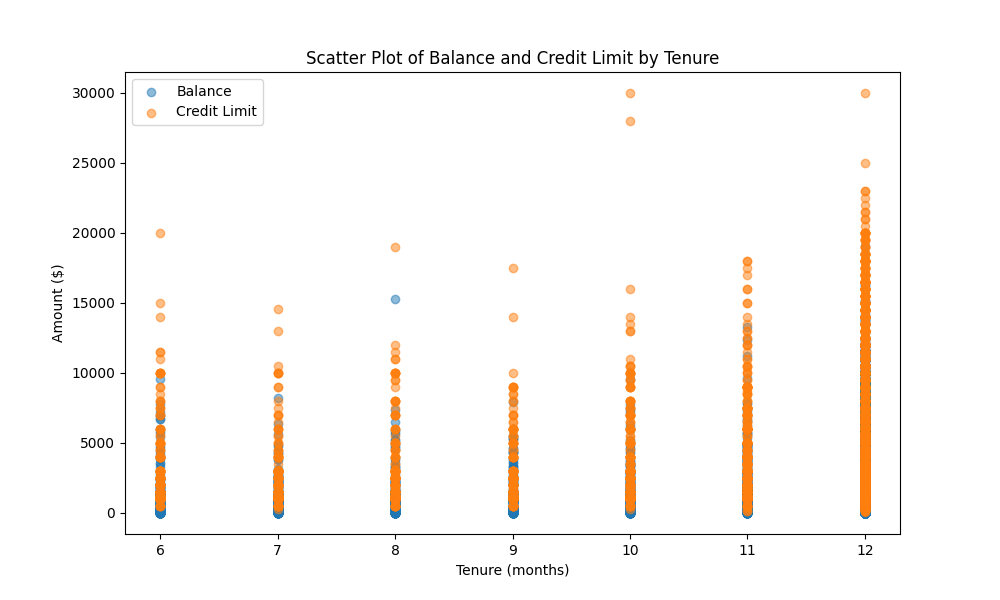 Scatter Plot of Balance and Credit Limit by Tenure
Balance
Credit Limit
30000
25000
20000
15000
10000
5000
0
Amount ($)
6 7 8 9 10 11 12
Tenure (months)